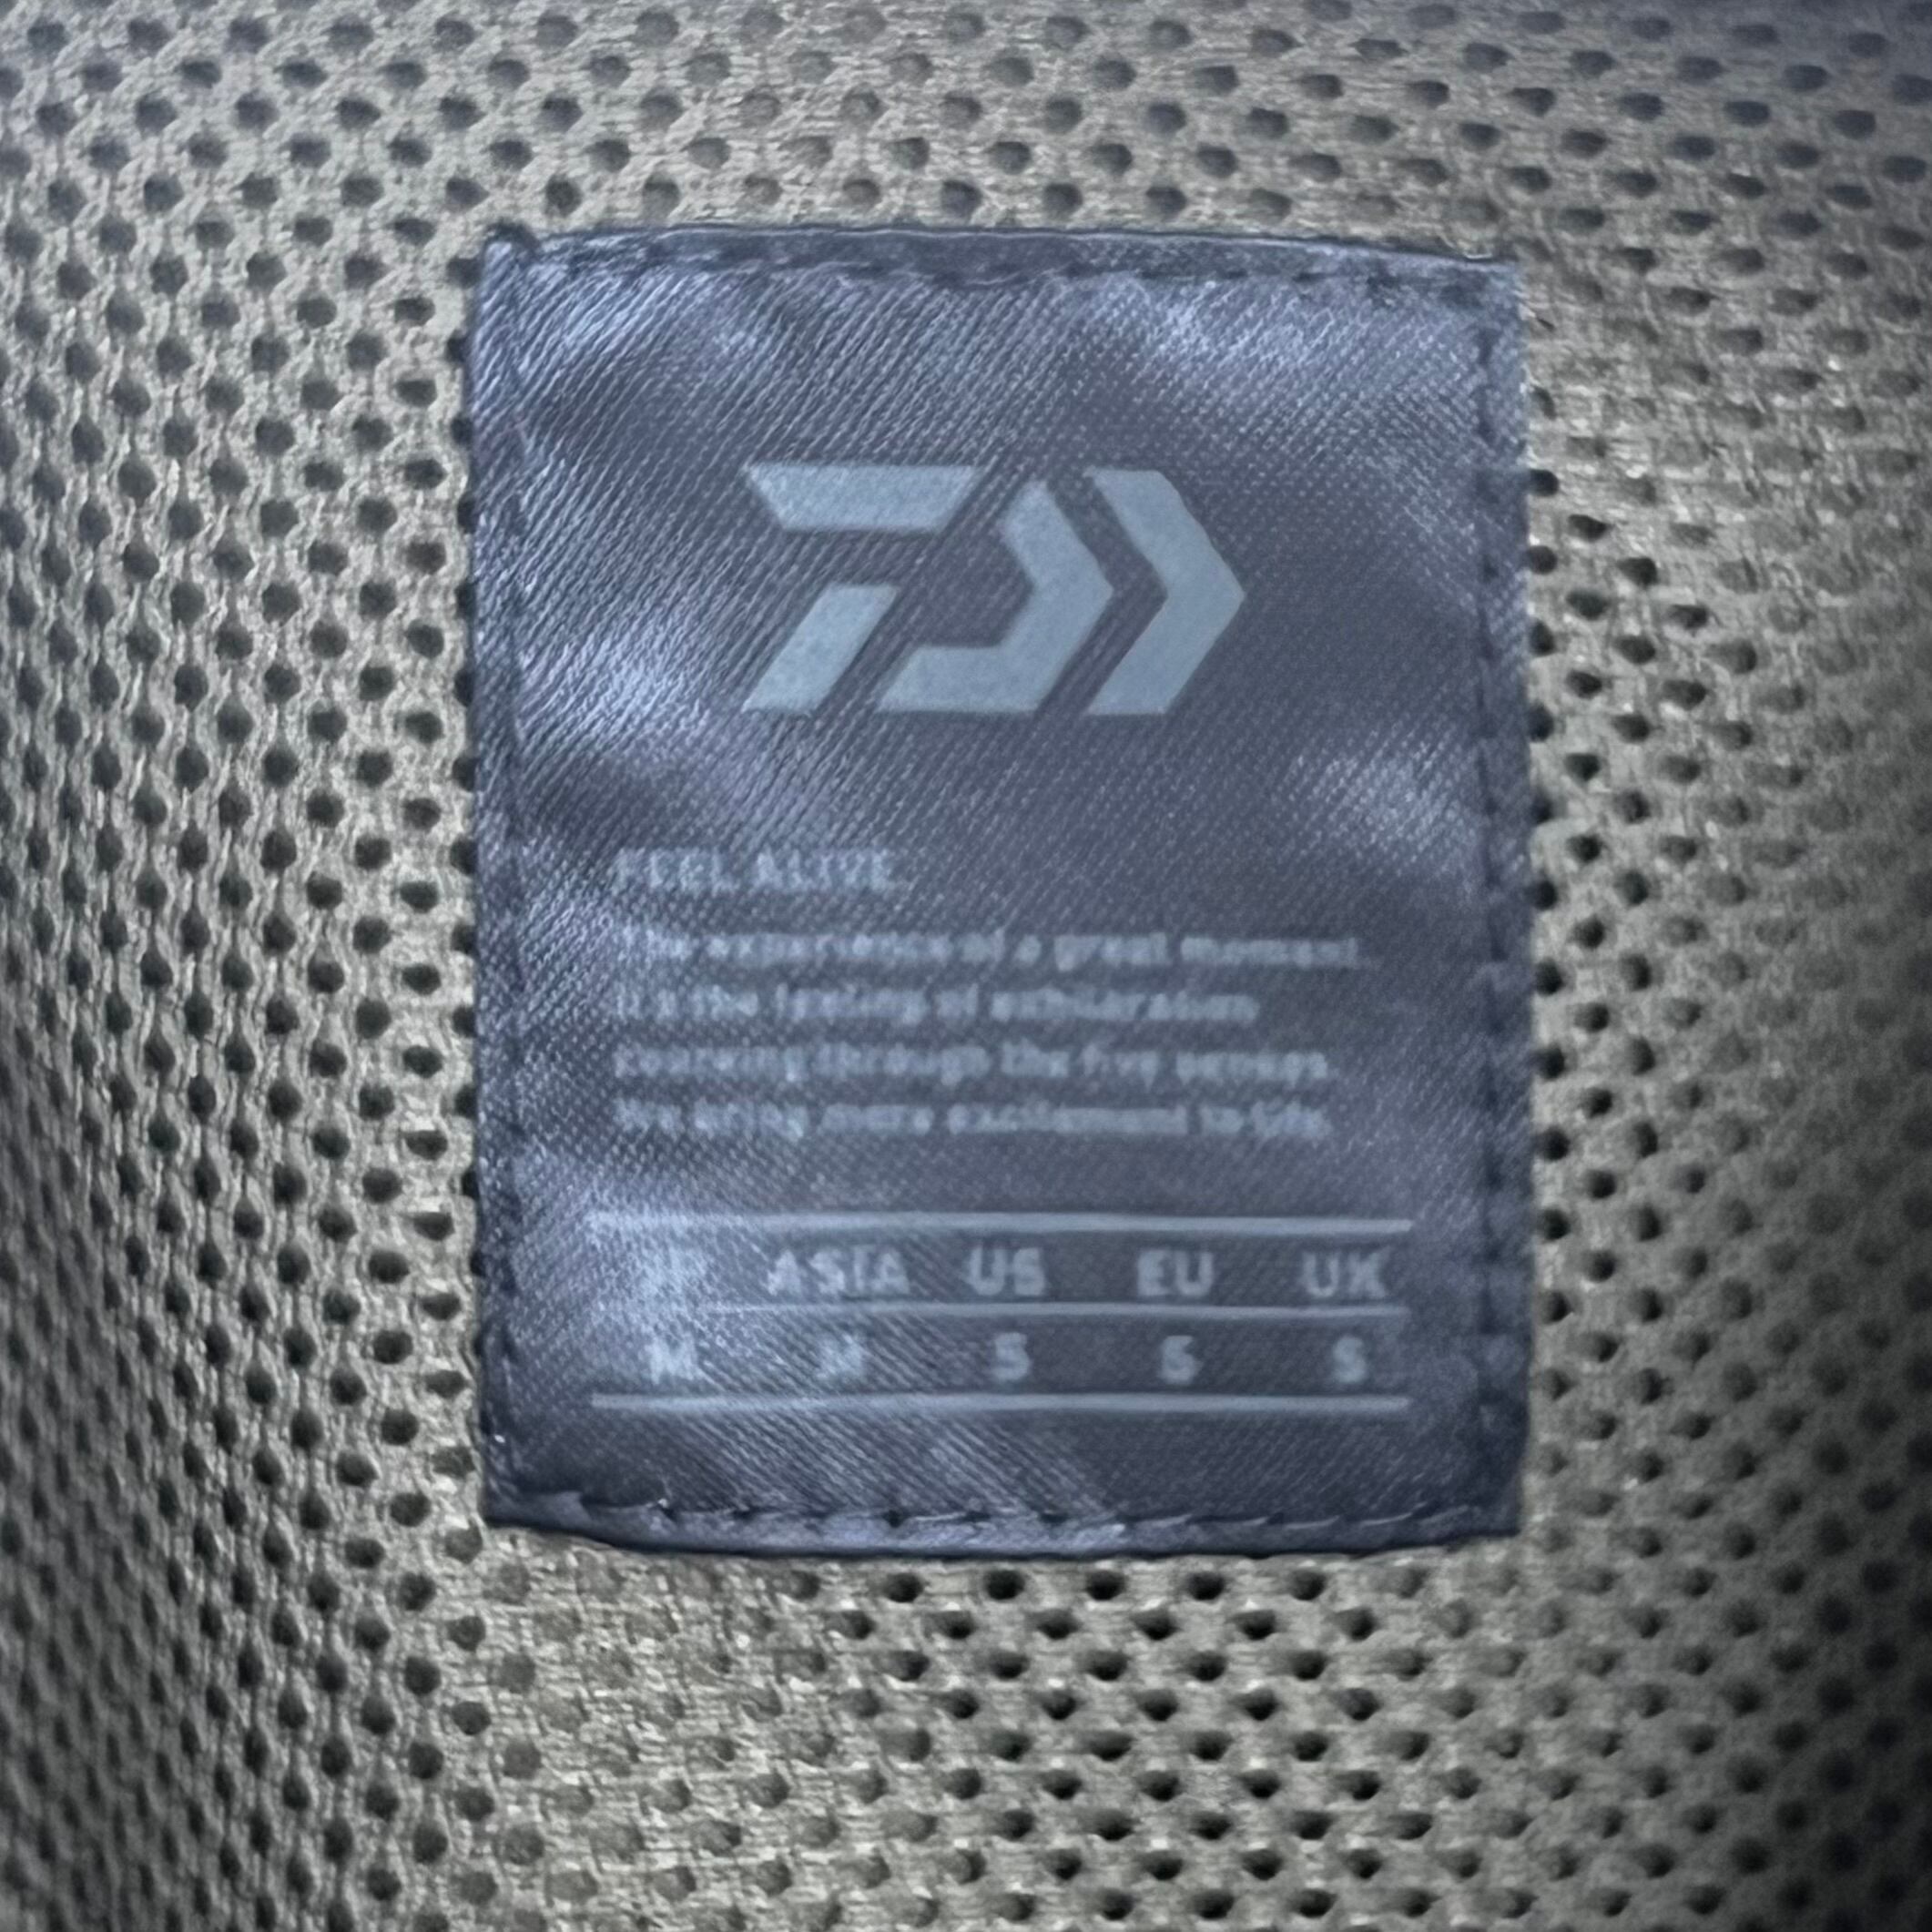 FEEL ALIVE
The experience of a great moment.
It's the feeling of exhilaration
coursing through the five senses.
We bring more excitement to life.
JP ASIA US EU UK
M M S S S